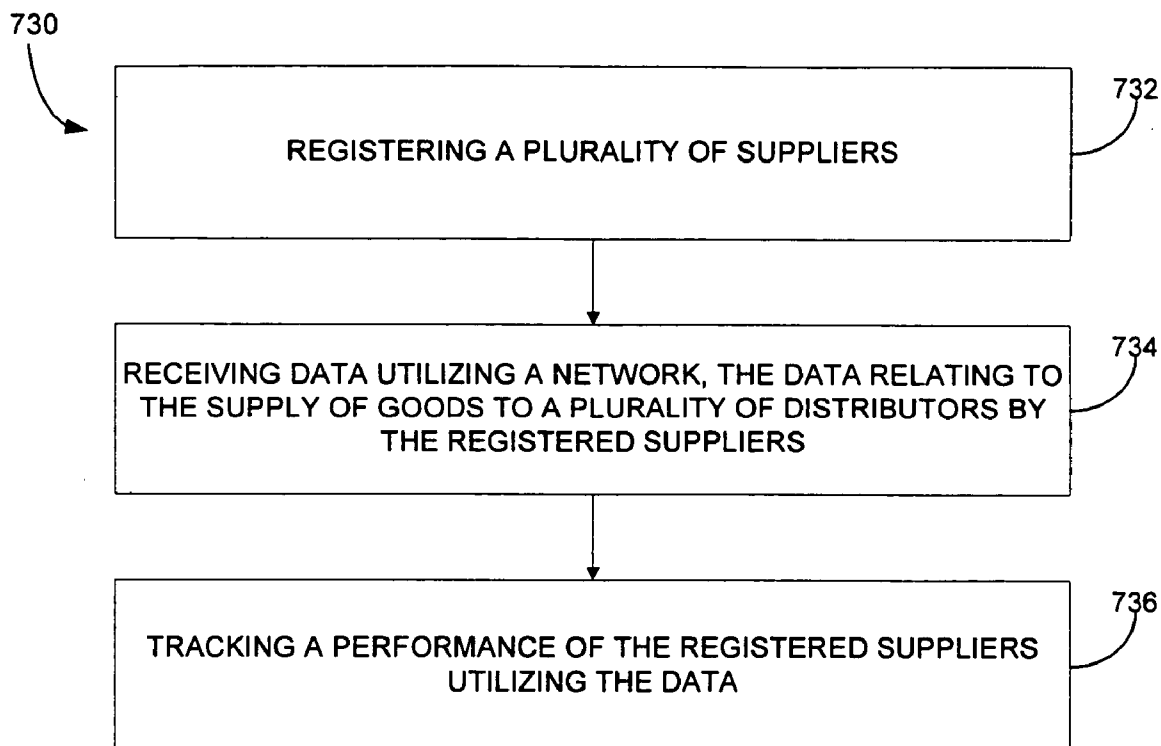 730
732
REGISTERING A PLURALITY OF SUPPLIERS
734
RECEIVING DATA UTILIZING A NETWORK, THE DATA RELATING TO
THE SUPPLY OF GOODS TO A PLURALITY OF DISTRIBUTORS BY
THE REGISTERED SUPPLIERS
736
TRACKING A PERFORMANCE OF THE REGISTERED SUPPLIERS
UTILIZING THE DATA